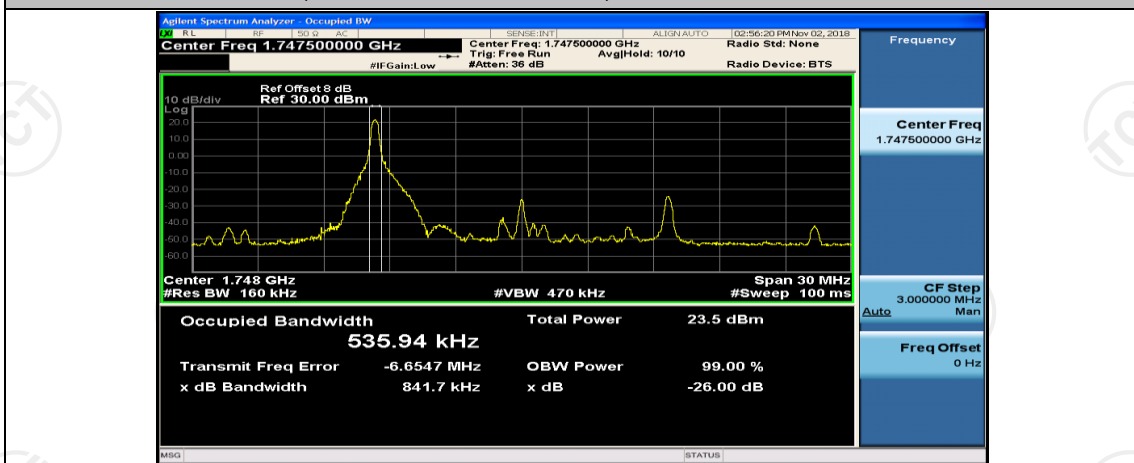 Agilent Spectrum Analyzer - Occupied BW
LXI RL RF 50 Ω AC SENSE:INT ALIGN AUTO 02:56:20 PM Nov 02, 2018
Center Freq 1.747500000 GHz Center Freq: 1.747500000 GHz Radio Std: None Frequency
Trig: Free Run Avg|Hold: 10/10
#IFGain:Low #Atten: 36 dB Radio Device: BTS
Ref Offset 8 dB
10 dB/div Ref 30.00 dBm
Log
20.0
10.0
0.00
-10.0
-20.0
-30.0
-40.0
-50.0
-60.0
Center Freq
1.747500000 GHz
Center 1.748 GHz Span 30 MHz
#Res BW 160 kHz #VBW 470 kHz #Sweep 100 ms
CF Step
3.000000 MHz
Auto Man
Occupied Bandwidth Total Power 23.5 dBm
535.94 kHz
Freq Offset
0 Hz
Transmit Freq Error -6.6547 MHz OBW Power 99.00 %
x dB Bandwidth 841.7 kHz x dB -26.00 dB
MSG STATUS